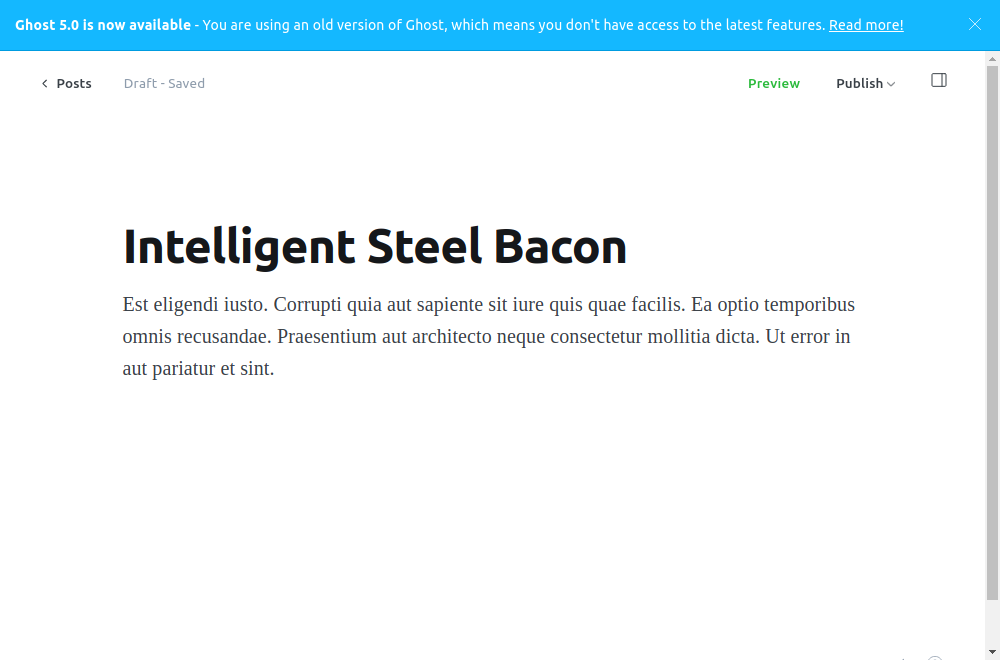 Ghost 5.0 is now available - You are using an old version of Ghost, which means you don't have access to the latest features. Read more!
Posts Draft - Saved Preview Publish
Intelligent Steel Bacon
Est eligendi iusto. Corrupti quia aut sapiente sit iure quis quae facilis. Ea optio temporibus
omnis recusandae. Praesentium aut architecto neque consectetur mollitia dicta. Ut error in
aut pariatur et sint.